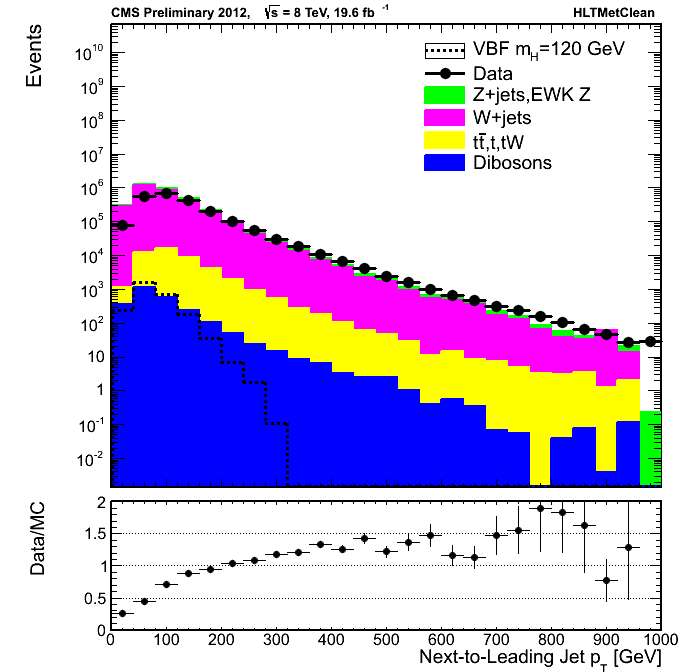 CMS Preliminary 2012, √s = 8 TeV, 19.6 fb⁻¹ HLTMetClean
Events
10¹⁰
10⁹
10⁸
10⁷
10⁶
10⁵
10⁴
10³
10²
10
1
10⁻¹
10⁻²
VBF m_H=120 GeV
Data
Z+jets,EWK Z
W+jets
tt̄,t,tW
Dibosons
Data/MC
2
1.5
1
0.5
0
0 100 200 300 400 500 600 700 800 900 1000
Next-to-Leading Jet p_T [GeV]